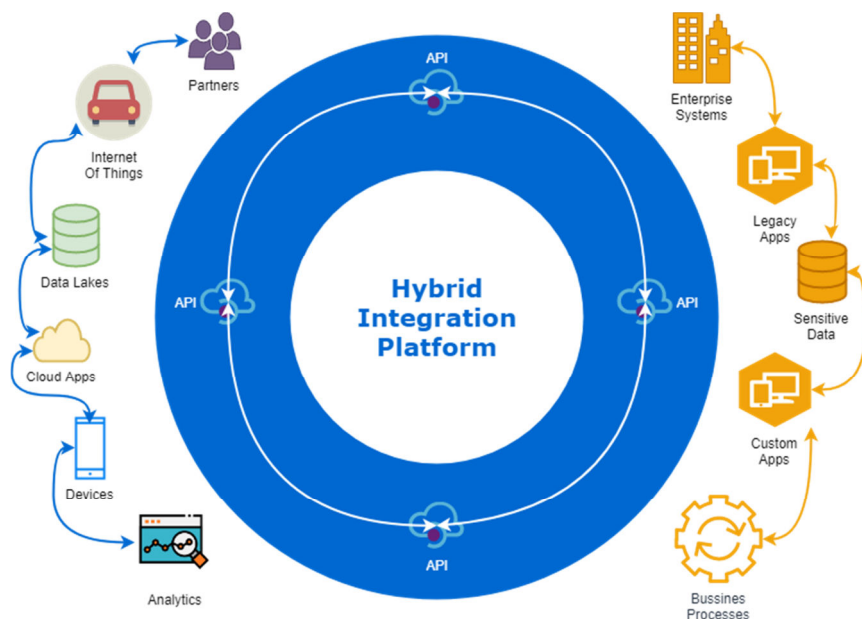 Partners
Internet
Of Things
Data Lakes
Cloud Apps
Devices
Analytics
API
API
Hybrid
Integration
Platform
API
API
Enterprise
Systems
Legacy
Apps
Sensitive
Data
Custom
Apps
Bussines
Processes